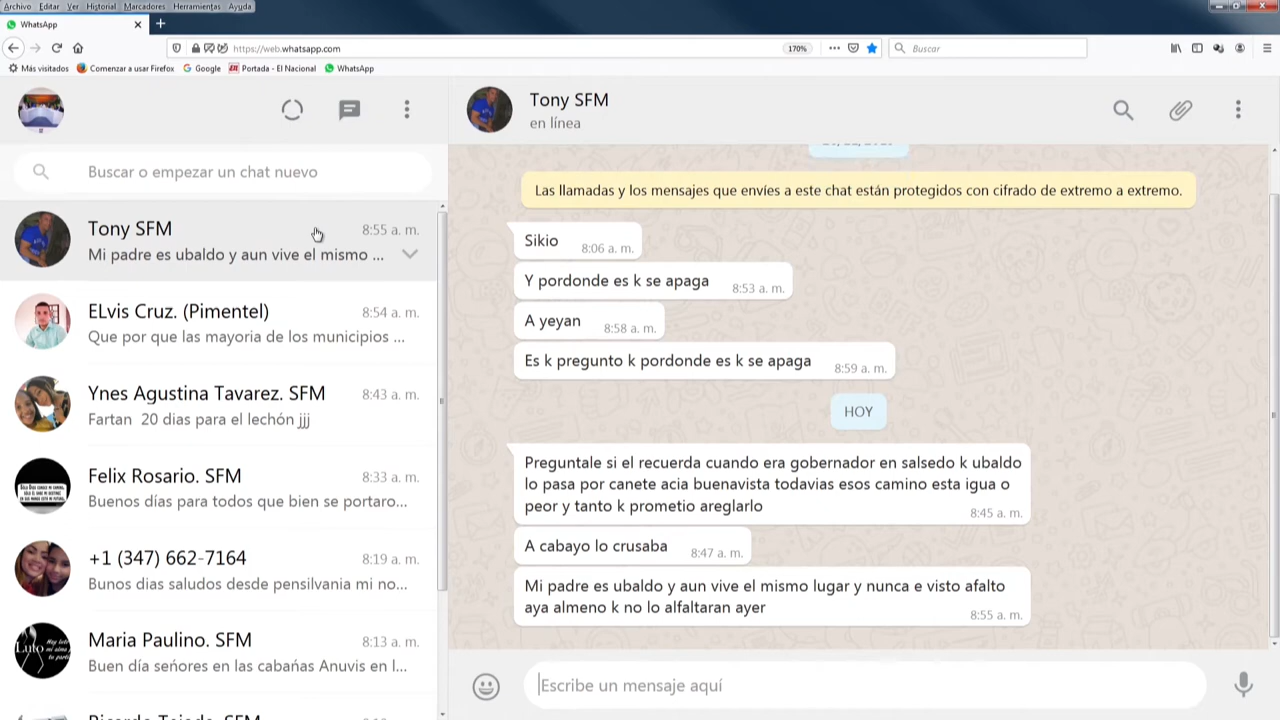 Archivo Editar Ver Historial Marcadores Herramientas Ayuda
WhatsApp
https://web.whatsapp.com
170%
Buscar
Más visitados
Comenzar a usar Firefox
Google
Portada - El Nacional
WhatsApp
Buscar o empezar un chat nuevo
Tony SFM
8:55 a. m.
Mi padre es ubaldo y aun vive el mismo ...
ELvis Cruz. (Pimentel)
8:54 a. m.
Que por que las mayoria de los municipios ...
Ynes Agustina Tavarez. SFM
8:43 a. m.
Fartan 20 dias para el lechón jjj
Felix Rosario. SFM
8:33 a. m.
Buenos días para todos que bien se portaro...
+1 (347) 662-7164
8:19 a. m.
Bunos dias saludos desde pensilvania mi no...
Maria Paulino. SFM
8:13 a. m.
Buen día seńores en las cabańas Anuvis en l...
Luto
Tony SFM
en línea
Las llamadas y los mensajes que envíes a este chat están protegidos con cifrado de extremo a extremo.
Sikio
8:06 a. m.
Y pordonde es k se apaga
8:53 a. m.
A yeyan
8:58 a. m.
Es k pregunto k pordonde es k se apaga
8:59 a. m.
HOY
Preguntale si el recuerda cuando era gobernador en salsedo k ubaldo
lo pasa por canete acia buenavista todavias esos camino esta igua o
peor y tanto k prometio areglarlo
8:45 a. m.
A cabayo lo crusaba
8:47 a. m.
Mi padre es ubaldo y aun vive el mismo lugar y nunca e visto afalto
aya almeno k no lo alfaltaran ayer
8:55 a. m.
Escribe un mensaje aquí